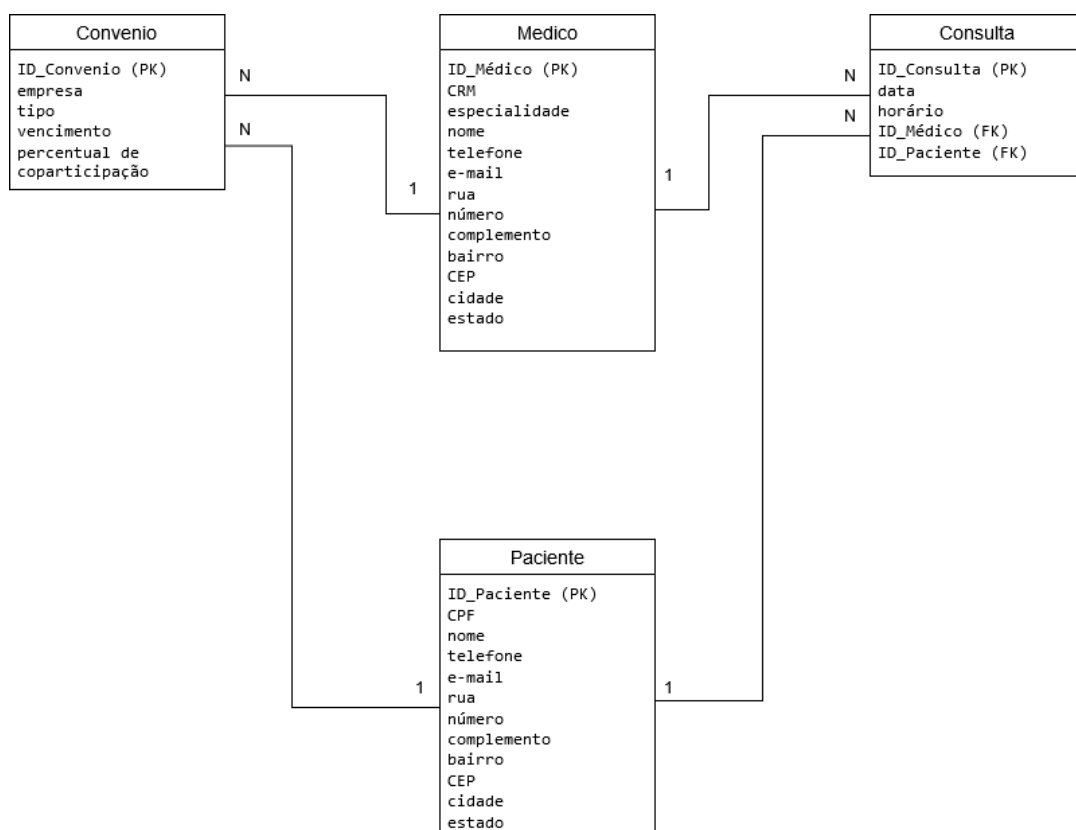 Convenio
ID_Convenio (PK)
empresa
tipo
vencimento
percentual de
coparticipação
N
N
1
Medico
ID_Médico (PK)
CRM
especialidade
nome
telefone
e-mail
rua
número
complemento
bairro
CEP
cidade
estado
1
N
N
Consulta
ID_Consulta (PK)
data
horário
ID_Médico (FK)
ID_Paciente (FK)
1
Paciente
ID_Paciente (PK)
CPF
nome
telefone
e-mail
rua
número
complemento
bairro
CEP
cidade
estado
1